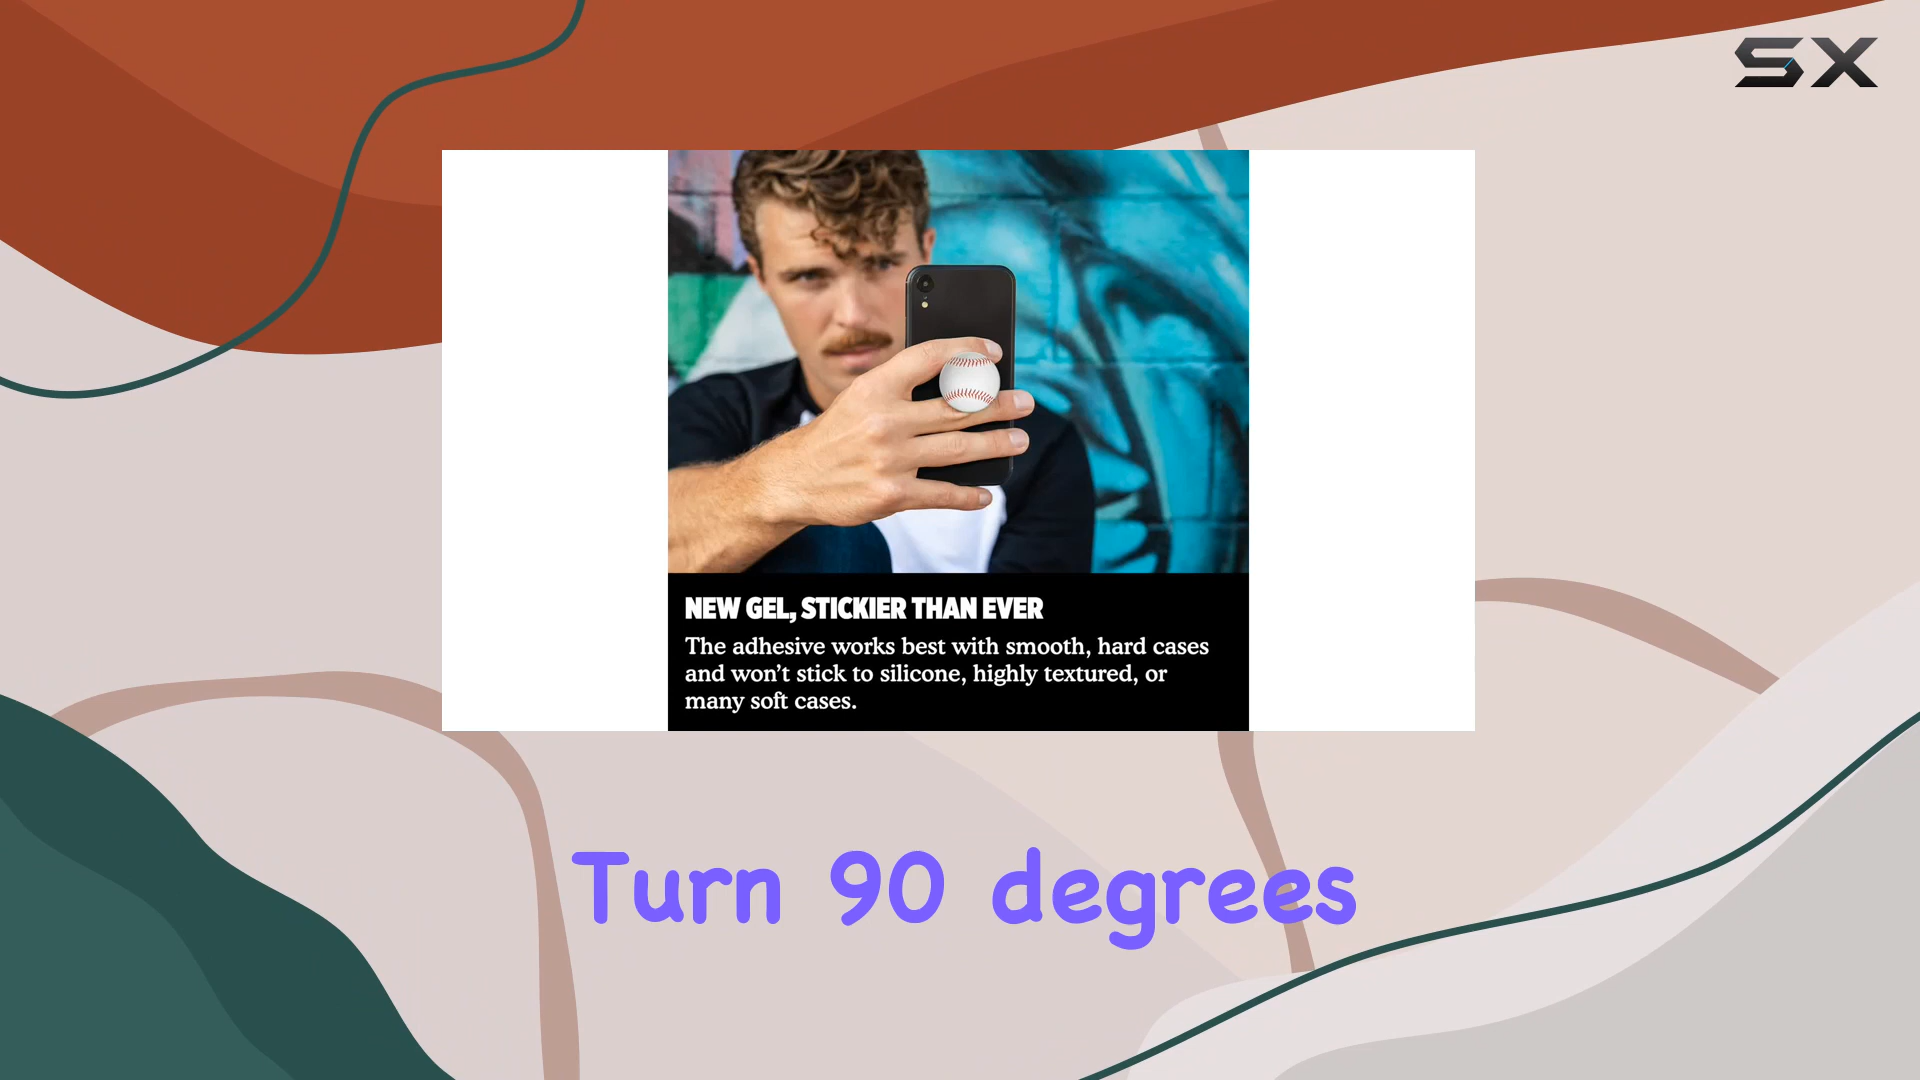 SX
NEW GEL, STICKIER THAN EVER
The adhesive works best with smooth, hard cases
and won't stick to silicone, highly textured, or
many soft cases.
Turn 90 degrees